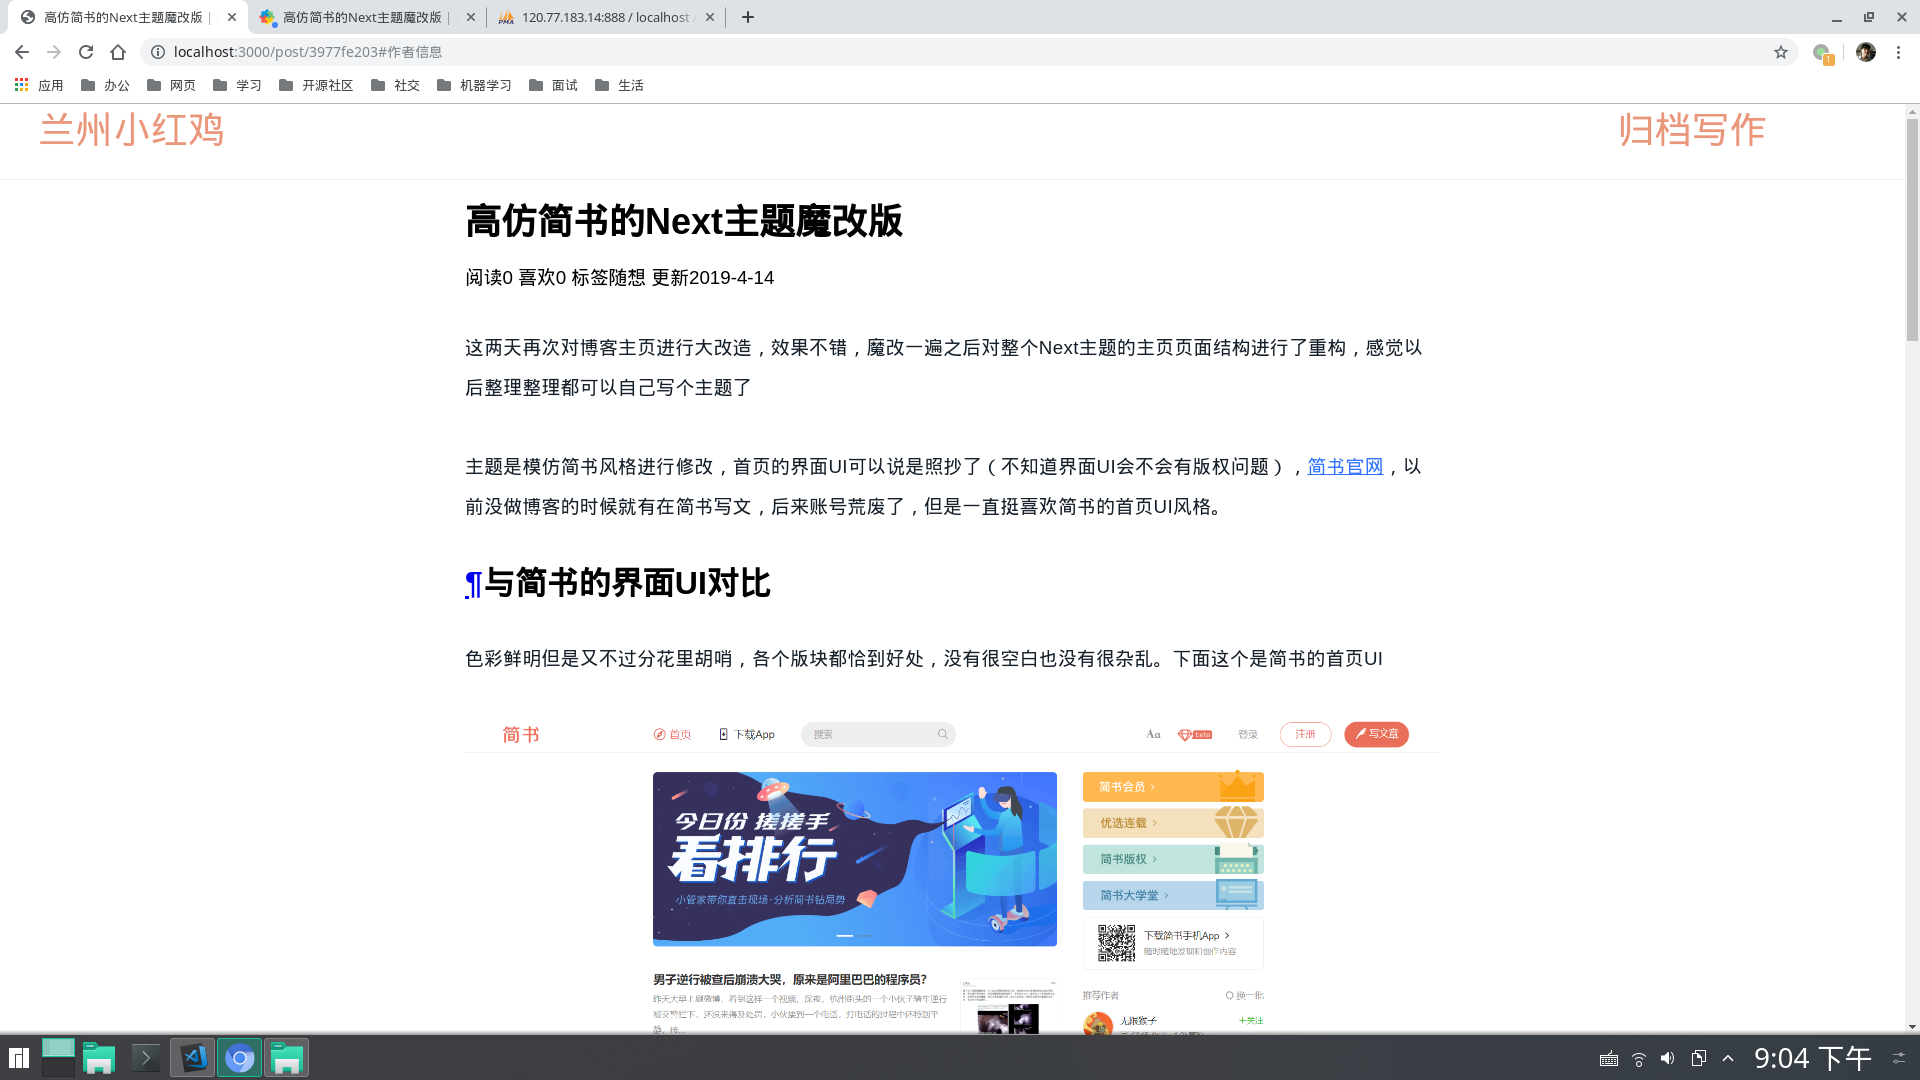 高仿简书的Next主题魔改版 |
高仿简书的Next主题魔改版 |
120.77.183.14:888 / localhost
localhost:3000/post/3977fe203#作者信息
1
应用 办公 网页 学习 开源社区 社交 机器学习 面试 生活
兰州小红鸡 归档写作
高仿简书的Next主题魔改版
阅读0 喜欢0 标签随想 更新2019-4-14
这两天再次对博客主页进行大改造，效果不错，魔改一遍之后对整个Next主题的主页页面结构进行了重构，感觉以
后整理整理都可以自己写个主题了
主题是模仿简书风格进行修改，首页的界面UI可以说是照抄了（不知道界面UI会不会有版权问题），简书官网，以
前没做博客的时候就有在简书写文，后来账号荒废了，但是一直挺喜欢简书的首页UI风格。
¶与简书的界面UI对比
色彩鲜明但是又不过分花里胡哨，各个版块都恰到好处，没有很空白也没有很杂乱。下面这个是简书的首页UI
简书 首页 下载App 搜索 Aa beta 登录 注册 写文章
今日份 搓搓手
看排行
小管家带你直击现场·分析简书钻局势
简书会员 >
优选连载 >
简书版权 >
简书大学堂 >
下载简书手机App >
随时随地发现和创作内容
男子逆行被查后崩溃大哭，原来是阿里巴巴的程序员？
昨天大早上刷微博，看到这样一个视频，深夜，杭州街头的一个小伙子骑车逆行
被交警拦下，还没来得及处罚，小伙接到一个电话，打电话的过程中还特别平
静，接...
推荐作者 换一批
无限猴子 +关注
9:04 下午